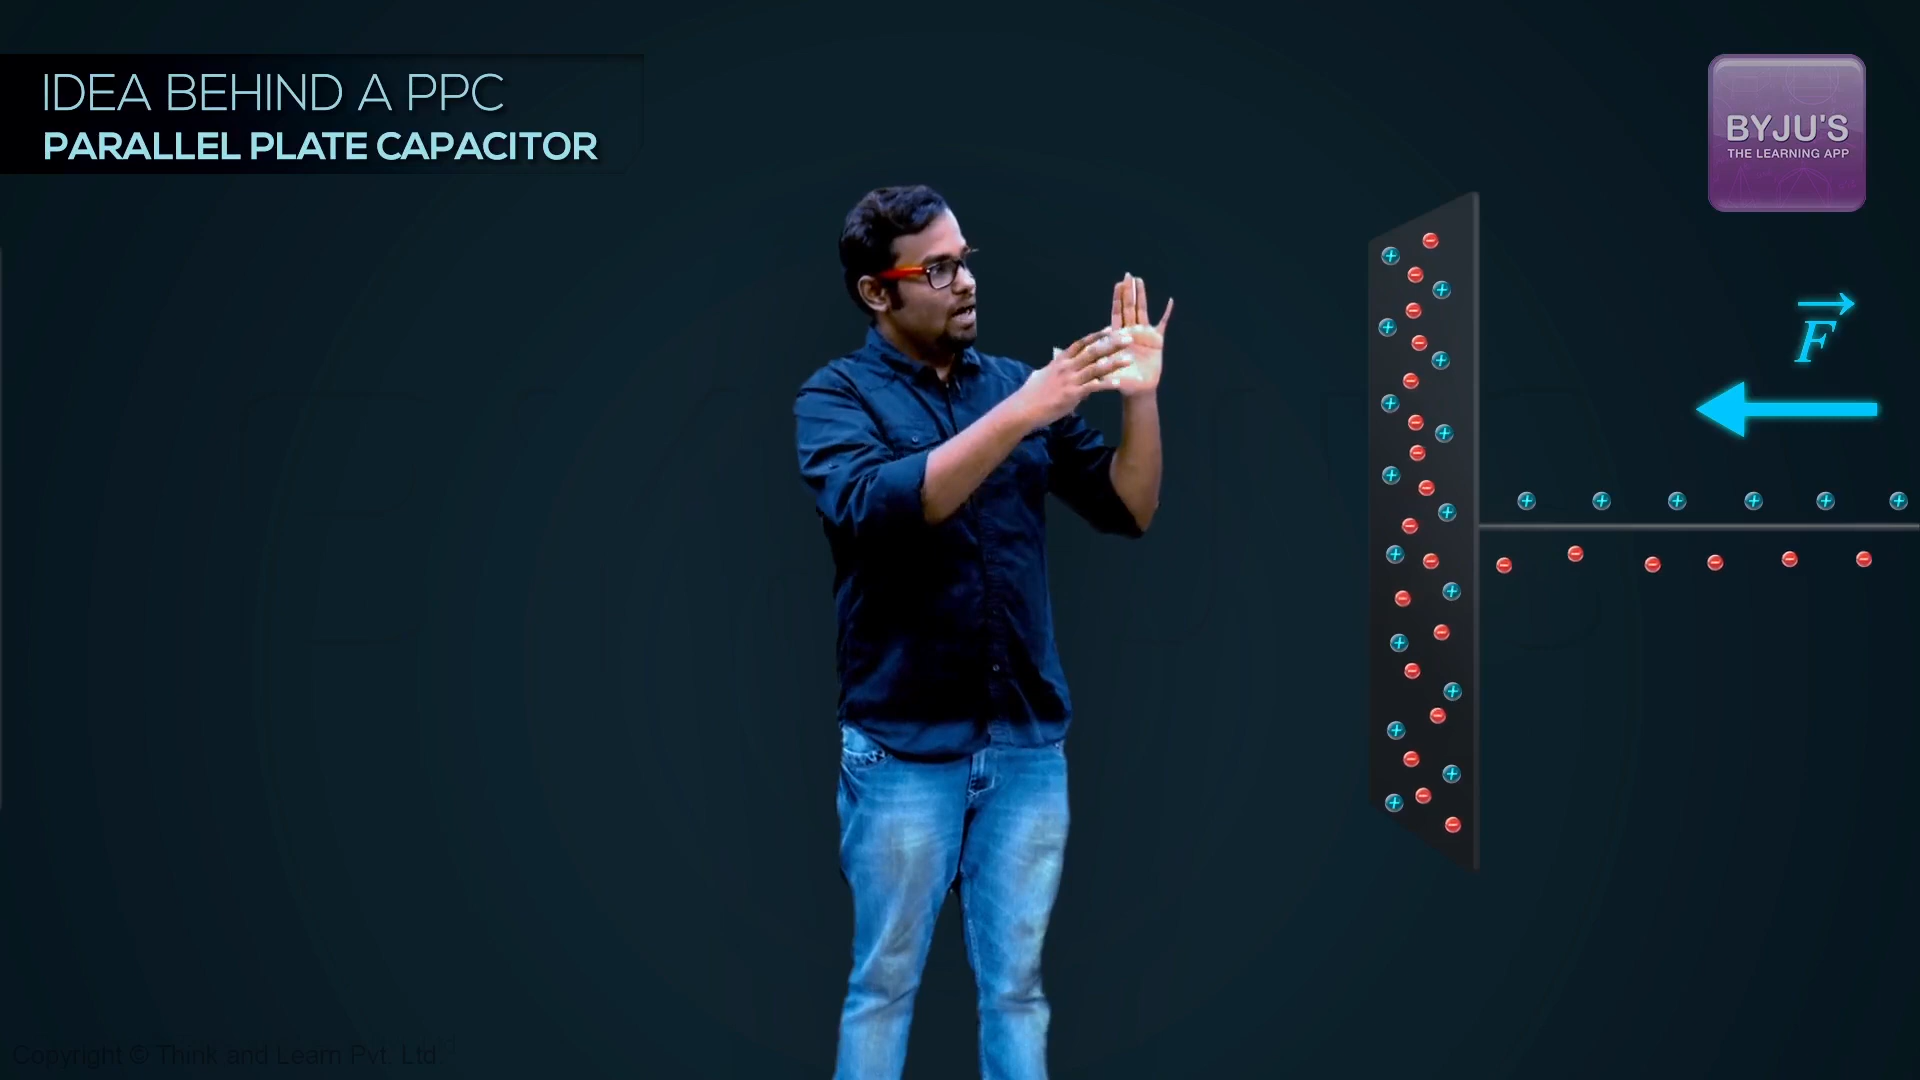 IDEA BEHIND A PPC
PARALLEL PLATE CAPACITOR
BYJU'S
THE LEARNING APP
F
Copyright © Think and Learn Pvt. Ltd.